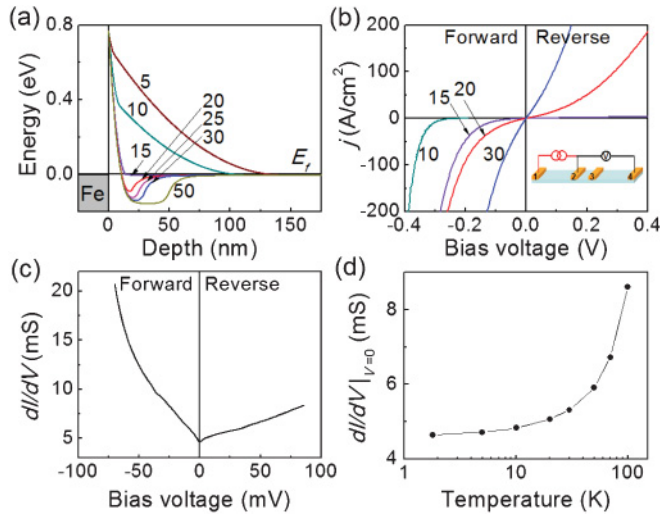 (a)
0.8
0.4
0.0
Energy (eV)
5
10
15
20
25
30
50
E_f
Fe
0 50 100 150
Depth (nm)
(b)
Forward Reverse
200
100
0
-100
-200
j (A/cm²)
15
20
10
30
1 2 3 4
V
-0.4 -0.2 0.0 0.2 0.4
Bias voltage (V)
(c)
Forward Reverse
20
15
10
5
dI/dV (mS)
-100 -50 0 50 100
Bias voltage (mV)
(d)
8
6
4
dI/dV|V=0 (mS)
1 10 100
Temperature (K)